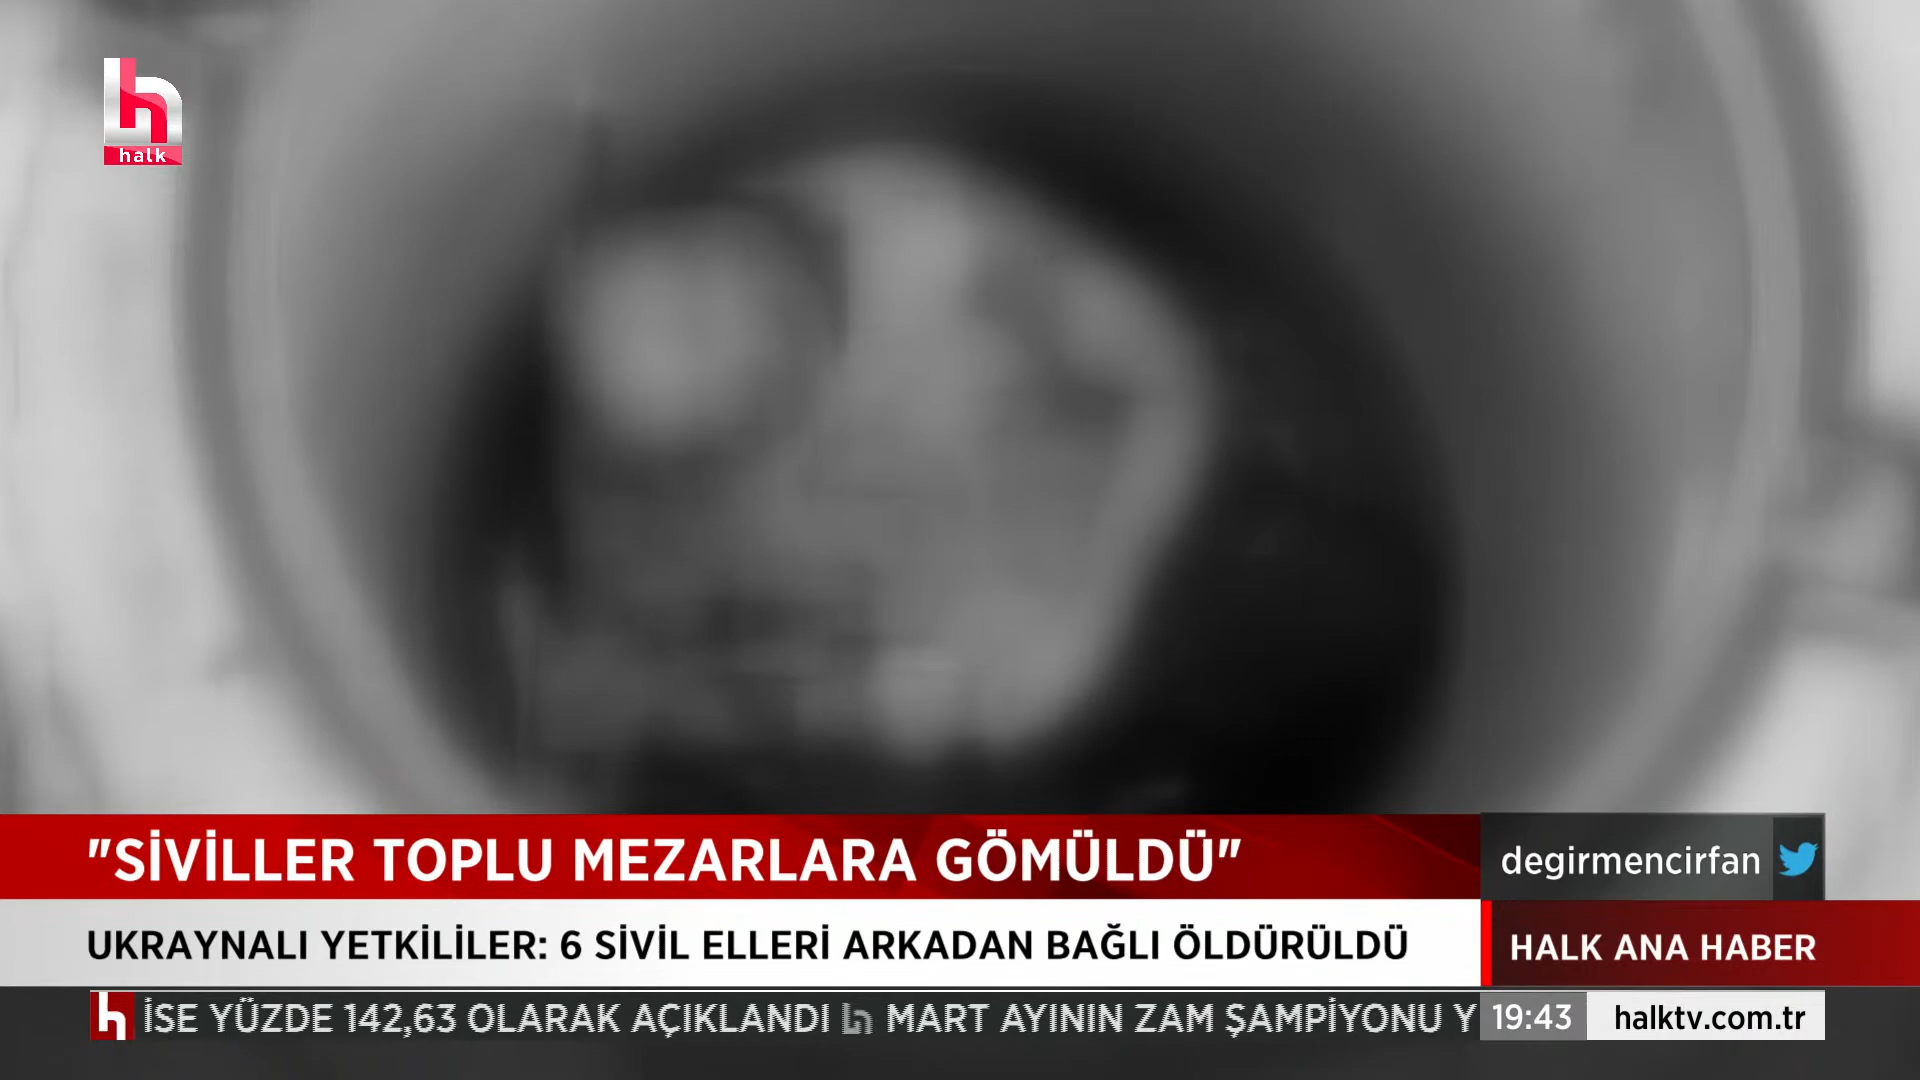 halk
"SİVİLLER TOPLU MEZARLARA GÖMÜLDÜ"
degirmencirfan
UKRAYNALI YETKİLİLER: 6 SİVİL ELLERİ ARKADAN BAĞLI ÖLDÜRÜLDÜ
HALK ANA HABER
İSE YÜZDE 142,63 OLARAK AÇIKLANDI h MART AYININ ZAM ŞAMPİYONU Y
19:43
halktv.com.tr